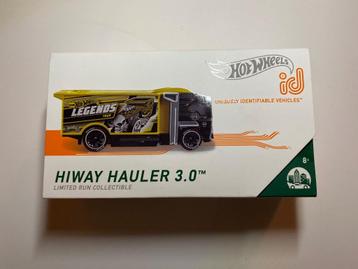 Hot Wheels
id
UNIQUELY IDENTIFIABLE VEHICLES™
LEGENDS
HIWAY HAULER 3.0™
LIMITED RUN COLLECTIBLE
8+